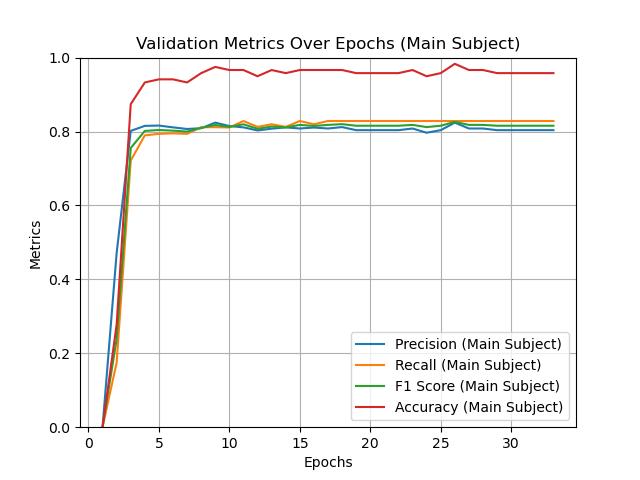 Validation Metrics Over Epochs (Main Subject)
1.0
0.8
0.6
0.4
0.2
0.0
Metrics
0
5
10
15
20
25
30
Epochs
Precision (Main Subject)
Recall (Main Subject)
F1 Score (Main Subject)
Accuracy (Main Subject)